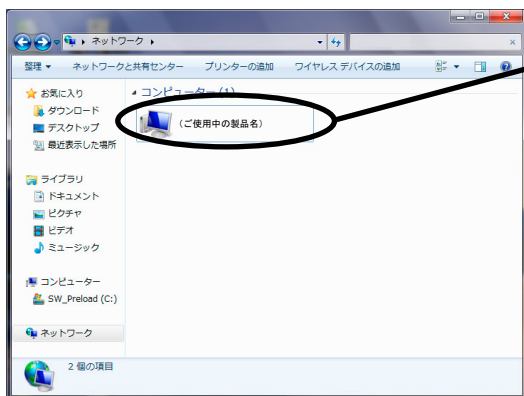 ネットワーク
整理 ネットワークと共有センター プリンターの追加 ワイヤレス デバイスの追加
お気に入り
ダウンロード
デスクトップ
最近表示した場所
ライブラリ
ドキュメント
ピクチャ
ビデオ
ミュージック
コンピューター
SW_Preload (C:)
ネットワーク
コンピューター (1)
(ご使用中の製品名)
2 個の項目